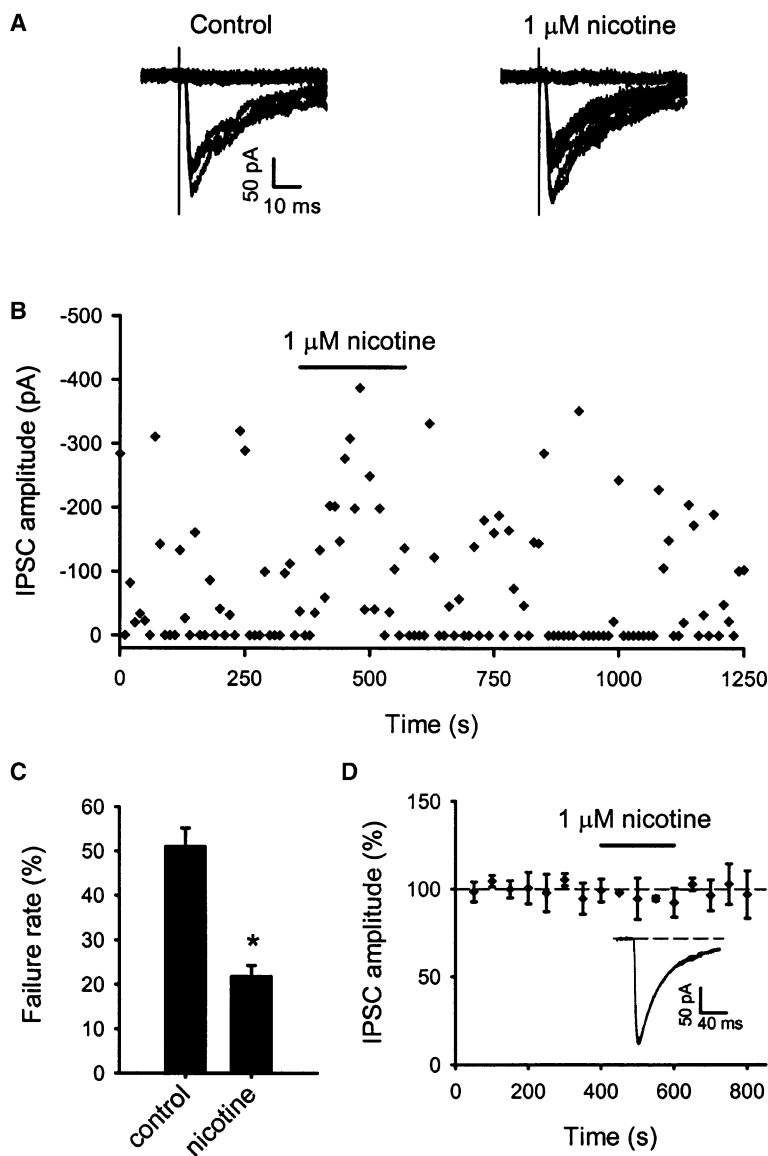 A
Control
1 μM nicotine
50 pA
10 ms
B
1 μM nicotine
IPSC amplitude (pA)
-500
-400
-300
-200
-100
0
0 250 500 750 1000 1250
Time (s)
C
Failure rate (%)
60
50
40
30
20
10
0
*
control
nicotine
D
1 μM nicotine
IPSC amplitude (%)
150
100
50
0
50 pA
40 ms
0 200 400 600 800
Time (s)